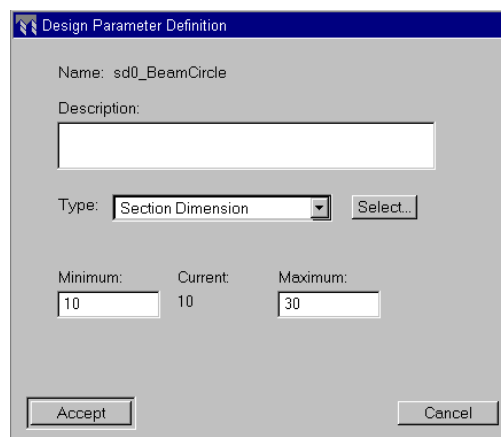 Design Parameter Definition
Name: sd0_BeamCircle
Description:
Type: Section Dimension Select...
Minimum: Current: Maximum:
10 10 30
Accept Cancel